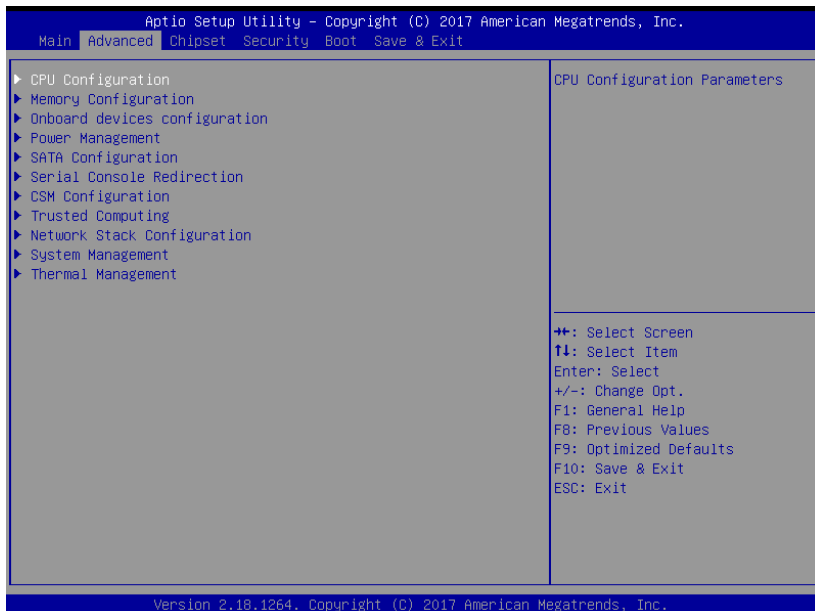 Aptio Setup Utility – Copyright (C) 2017 American Megatrends, Inc.
Main Advanced Chipset Security Boot Save & Exit
CPU Configuration
Memory Configuration
Onboard devices configuration
Power Management
SATA Configuration
Serial Console Redirection
CSM Configuration
Trusted Computing
Network Stack Configuration
System Management
Thermal Management
CPU Configuration Parameters
→←: Select Screen
↑↓: Select Item
Enter: Select
+/-: Change Opt.
F1: General Help
F8: Previous Values
F9: Optimized Defaults
F10: Save & Exit
ESC: Exit
Version 2.18.1264. Copyright (C) 2017 American Megatrends, Inc.